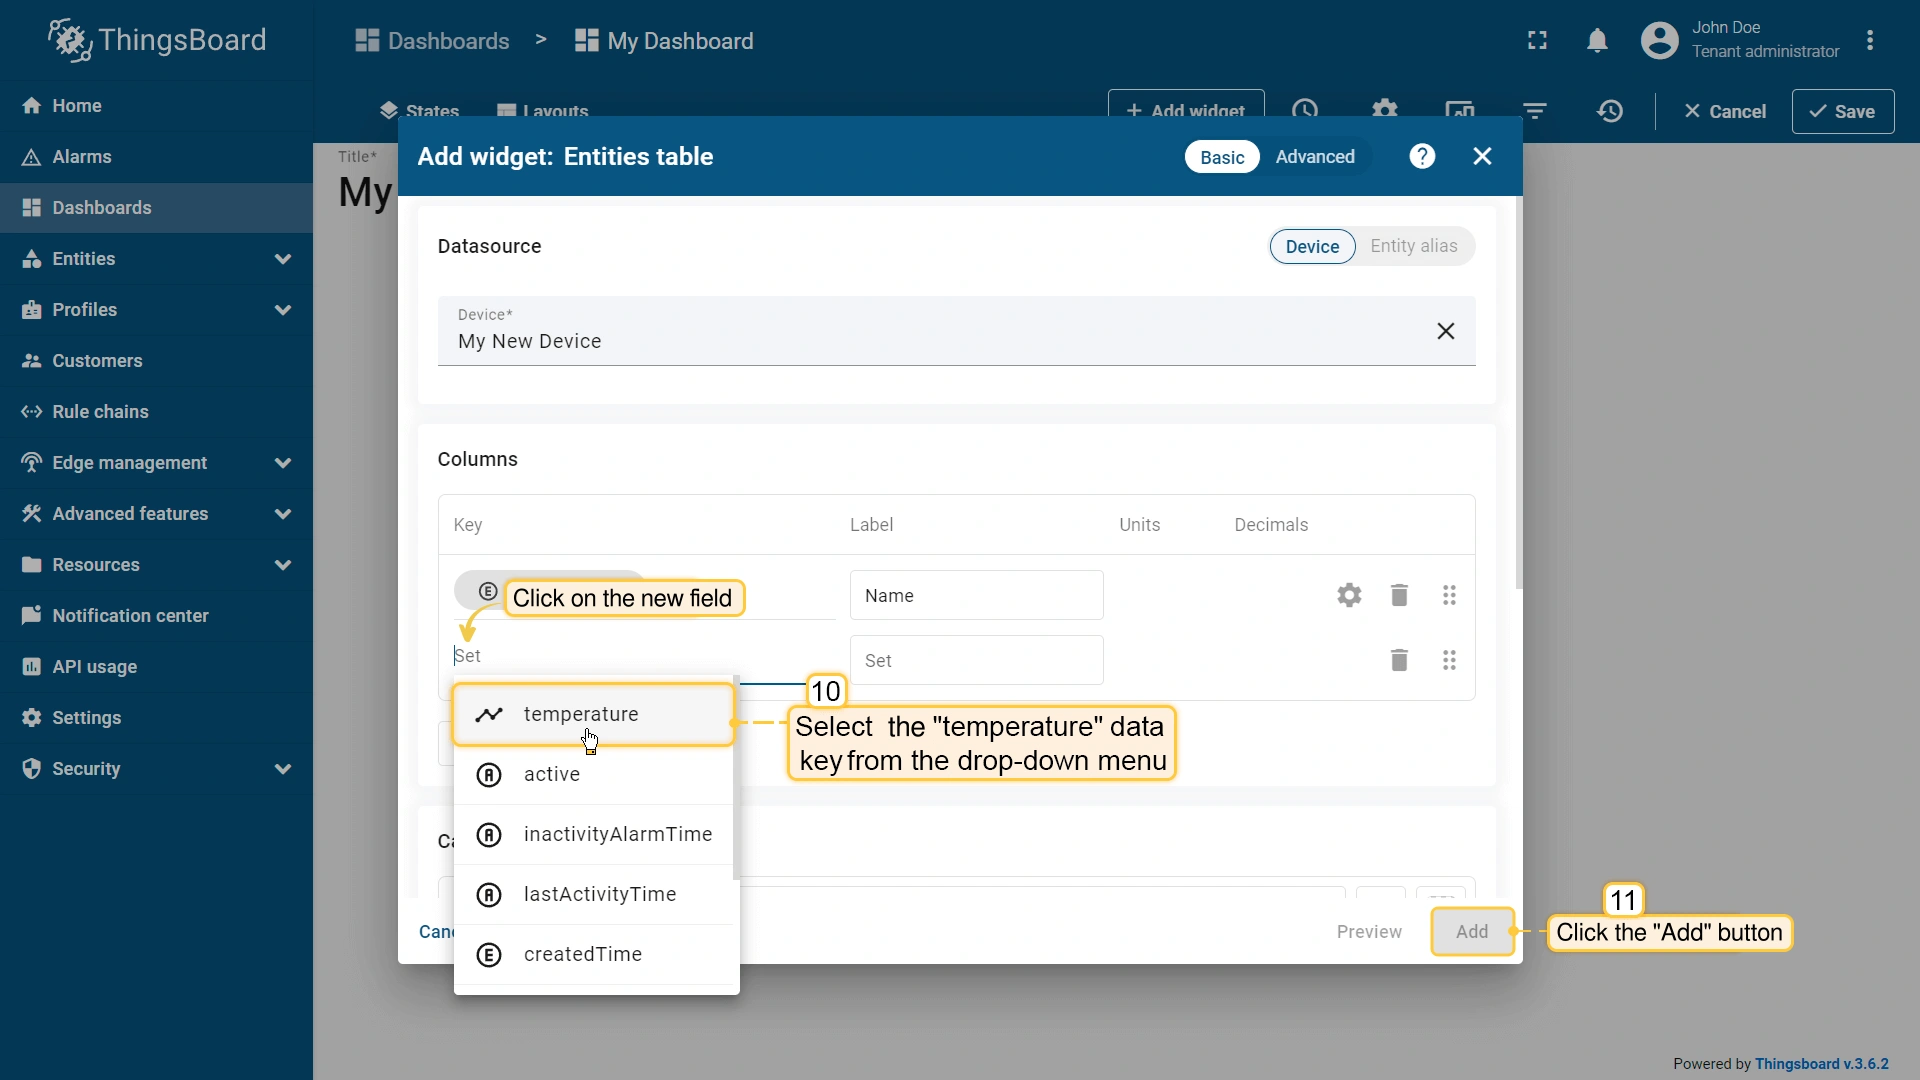 ThingsBoard
Dashboards > My Dashboard
John Doe
Tenant administrator
Home
Alarms
Dashboards
Entities
Profiles
Customers
Rule chains
Edge management
Advanced features
Resources
Notification center
API usage
Settings
Security
States
Layouts
+ Add widget
Cancel
Save
Title*
My
Add widget: Entities table
Basic
Advanced
?
Datasource
Device
Entity alias
Device*
My New Device
Columns
Key
Label
Units
Decimals
E
Click on the new field
Name
Set
Set
10
Select the "temperature" data
key from the drop-down menu
temperature
A active
A inactivityAlarmTime
A lastActivityTime
E createdTime
Preview
Add
11
Click the "Add" button
Powered by Thingsboard v.3.6.2